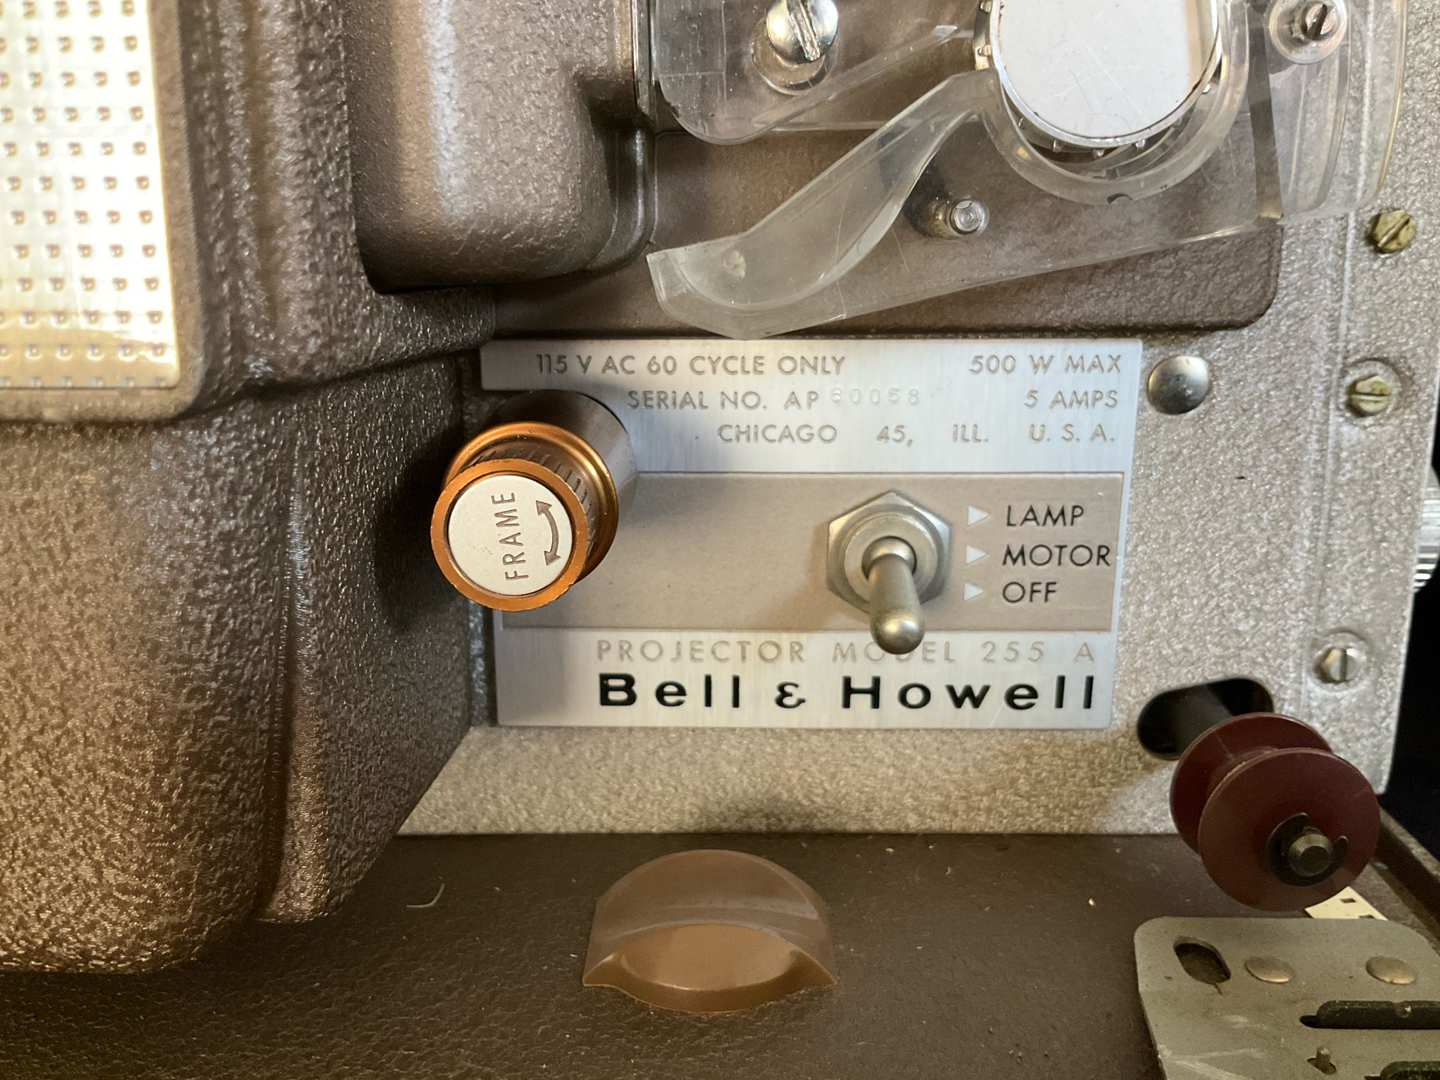 115 V AC 60 CYCLE ONLY 500 W MAX
SERIAL NO. AP 5 AMPS
CHICAGO 45, ILL. U. S. A.
FRAME
LAMP
MOTOR
OFF
PROJECTOR MODEL 255 A
Bell & Howell